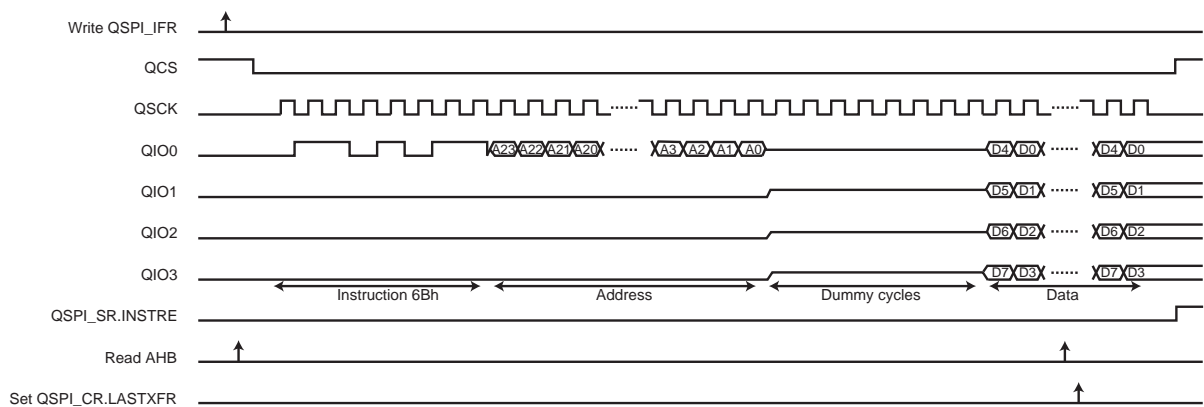 Write QSPI_IFR
QCS
QSCK
QIO0 A23 A22 A21 A20 A3 A2 A1 A0 D4 D0 D4 D0
QIO1 D5 D1 D5 D1
QIO2 D6 D2 D6 D2
QIO3 D7 D3 D7 D3
Instruction 6Bh Address Dummy cycles Data
QSPI_SR.INSTRE
Read AHB
Set QSPI_CR.LASTXFR